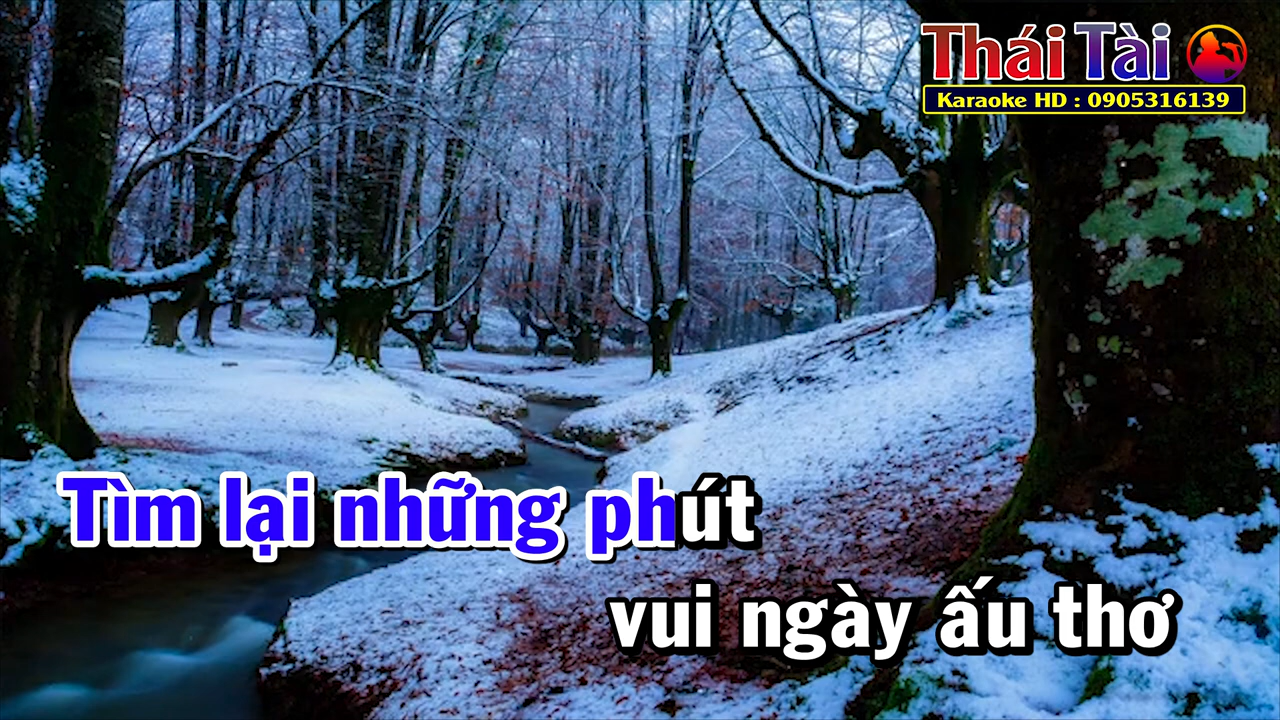 Thái Tài
Karaoke HD : 0905316139
Tìm lại những phút
vui ngày ấu thơ